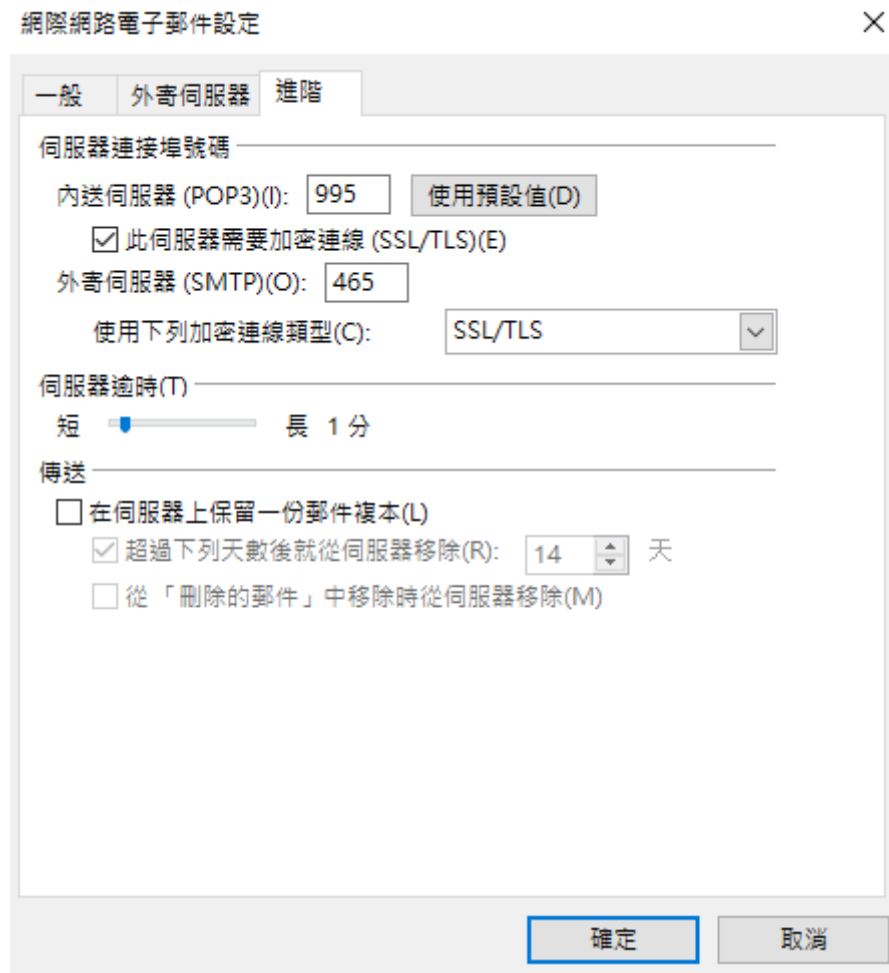 網際網路電子郵件設定
一般 外寄伺服器 進階
伺服器連接埠號碼
內送伺服器 (POP3)(I): 995 使用預設值(D)
此伺服器需要加密連線 (SSL/TLS)(E)
外寄伺服器 (SMTP)(O): 465
使用下列加密連線類型(C): SSL/TLS
伺服器逾時(T)
短 長 1 分
傳送
在伺服器上保留一份郵件複本(L)
超過下列天數後就從伺服器移除(R): 14 天
從「刪除的郵件」中移除時從伺服器移除(M)
確定 取消